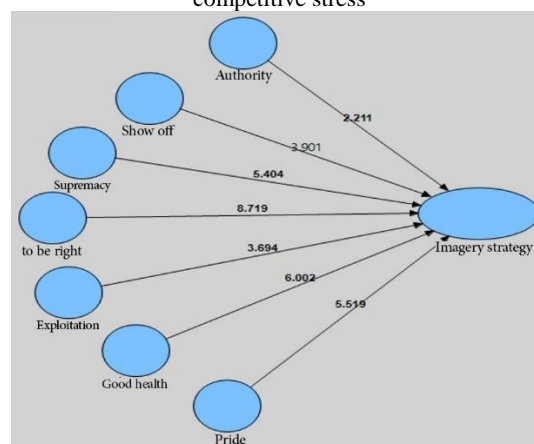 competitive stress
Authority
2.211
Show off
3.901
Supremacy
5.404
8.719
to be right
Imagery strategy
3.694
Exploitation
6.002
5.519
Good health
Pride